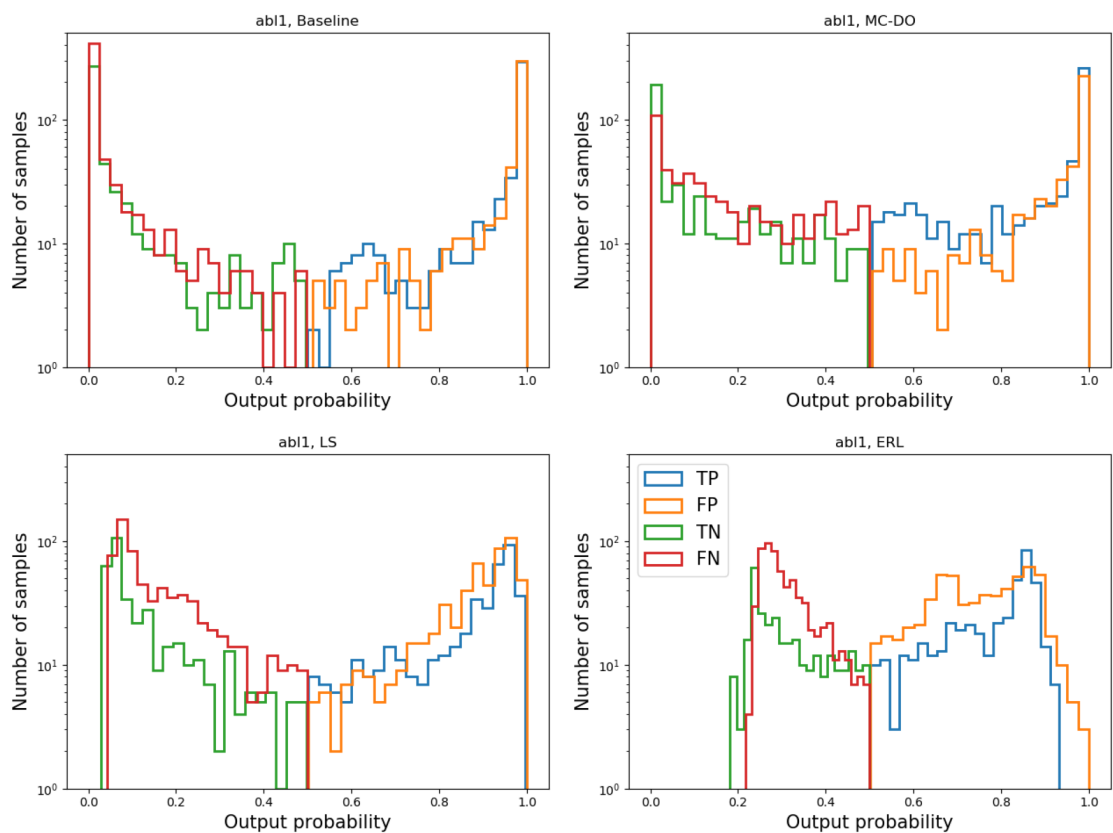 abl1, Baseline
Number of samples
10² 10¹ 10⁰
0.0 0.2 0.4 0.6 0.8 1.0
Output probability
abl1, MC-DO
Number of samples
10² 10¹ 10⁰
0.0 0.2 0.4 0.6 0.8 1.0
Output probability
abl1, LS
Number of samples
10² 10¹ 10⁰
0.0 0.2 0.4 0.6 0.8 1.0
Output probability
abl1, ERL
Number of samples
10² 10¹ 10⁰
TP
FP
TN
FN
0.0 0.2 0.4 0.6 0.8 1.0
Output probability